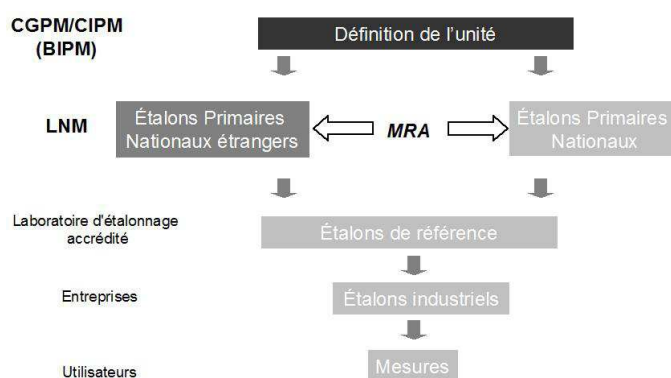 CGPM/CIPM
(BIPM)
Définition de l'unité
LNM
Étalons Primaires
Nationaux étrangers
MRA
Étalons Primaires
Nationaux
Laboratoire d'étalonnage
accrédité
Étalons de référence
Entreprises
Étalons industriels
Utilisateurs
Mesures